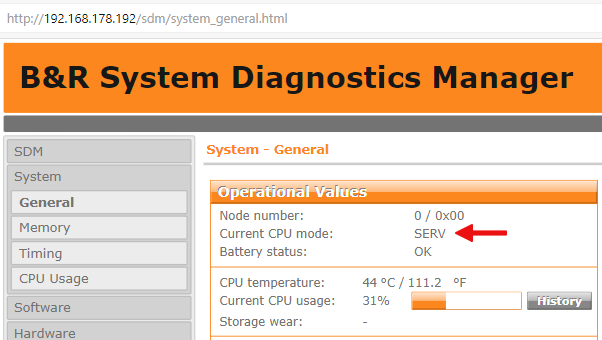 http://192.168.178.192/sdm/system_general.html
B&R System Diagnostics Manager
SDM
System
General
Memory
Timing
CPU Usage
Software
Hardware
System - General
Operational Values
Node number: 0 / 0x00
Current CPU mode: SERV
Battery status: OK
CPU temperature: 44 °C / 111.2 °F
Current CPU usage: 31% History
Storage wear: -